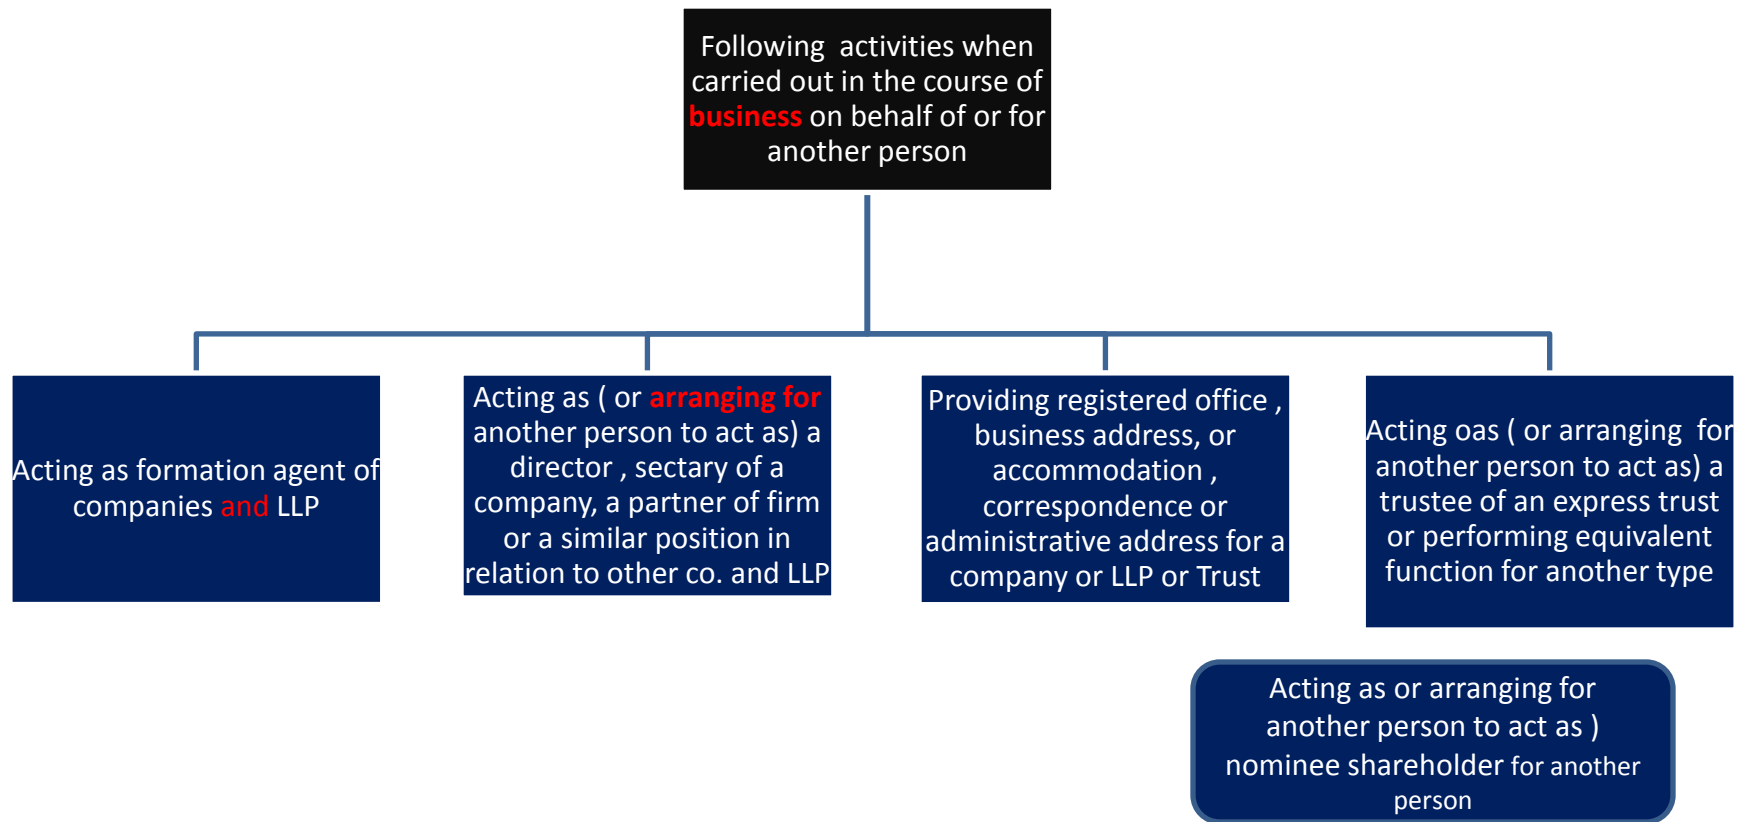 Following  activities when
carried out in the course of
business on behalf of or for
another person
Acting as formation agent of
companies and LLP
Acting as ( or arranging for
another person to act as) a
director , sectary of a
company, a partner of firm
or a similar position in
relation to other co. and LLP
Providing registered office ,
business address, or
accommodation ,
correspondence or
administrative address for a
company or LLP or Trust
Acting oas ( or arranging  for
another person to act as) a
trustee of an express trust
or performing equivalent
function for another type
Acting as or arranging for
another person to act as )
nominee shareholder for another
person